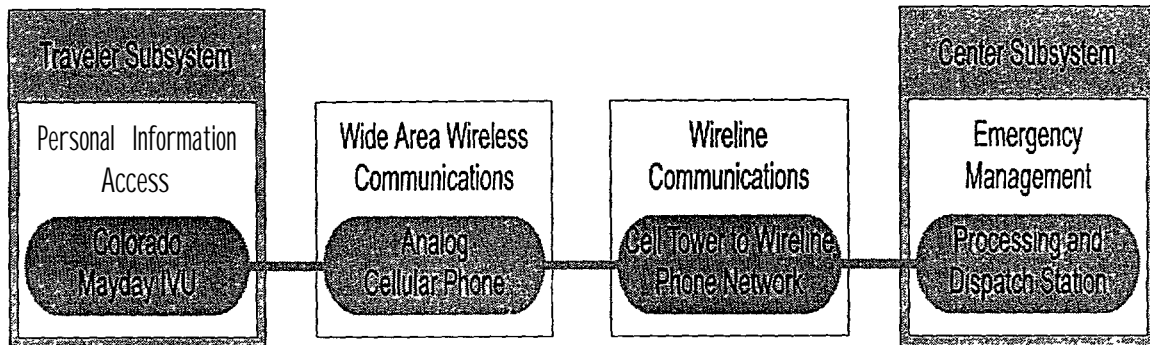 Traveler Subsystem
Personal Information
Access
Colorado
Mayday IVU
Wide Area Wireless
Communications
Analog
Cellular Phone
Wireline
Communications
Cell Tower to Wireline
Phone Network
Center Subsystem
Emergency
Management
Processing and
Dispatch Station